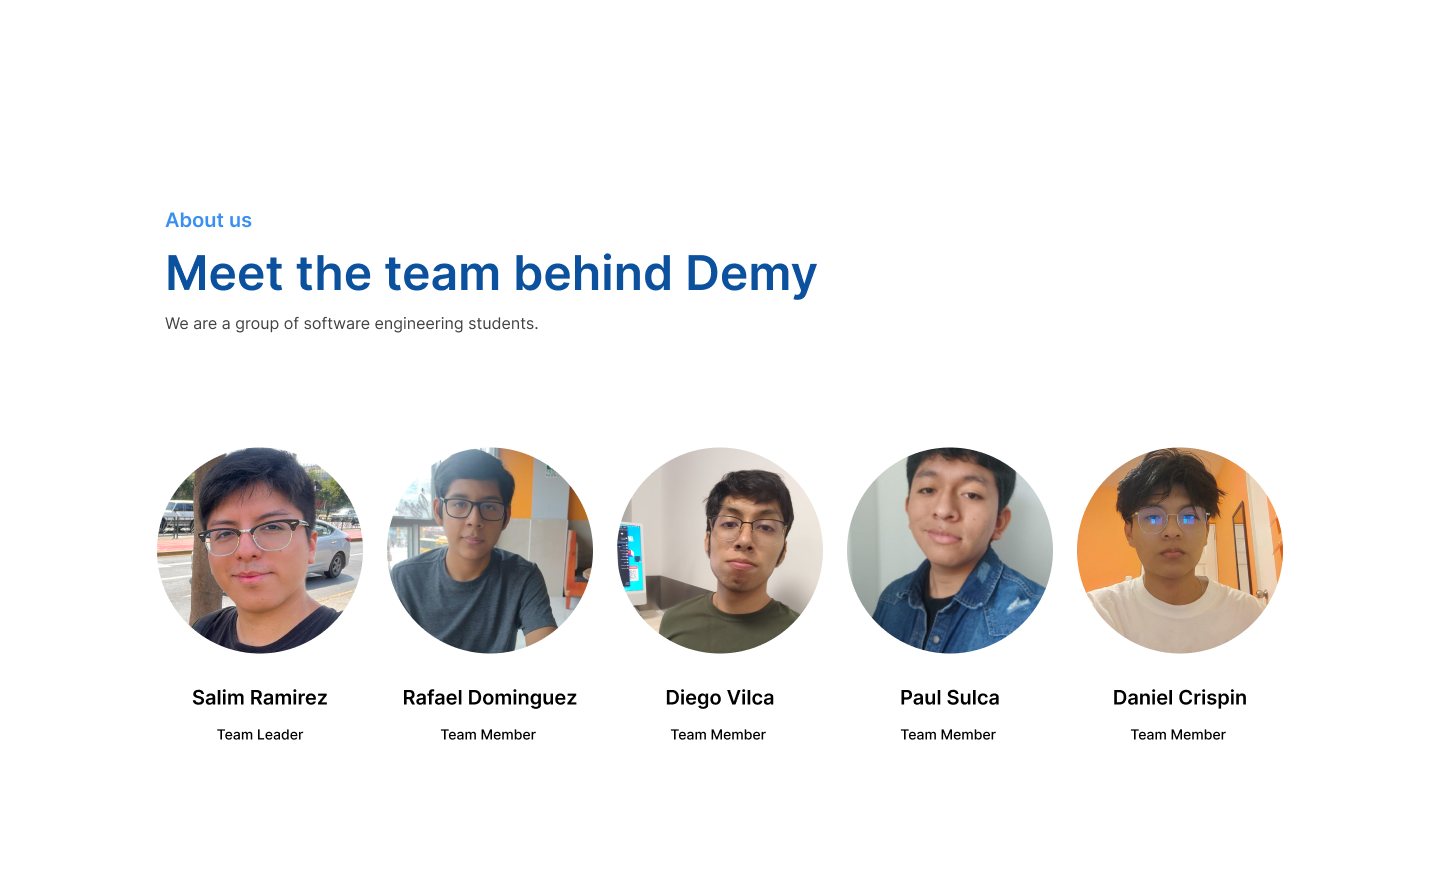 About us
Meet the team behind Demy
We are a group of software engineering students.
Salim Ramirez
Rafael Dominguez
Diego Vilca
Paul Sulca
Daniel Crispin
Team Leader
Team Member
Team Member
Team Member
Team Member